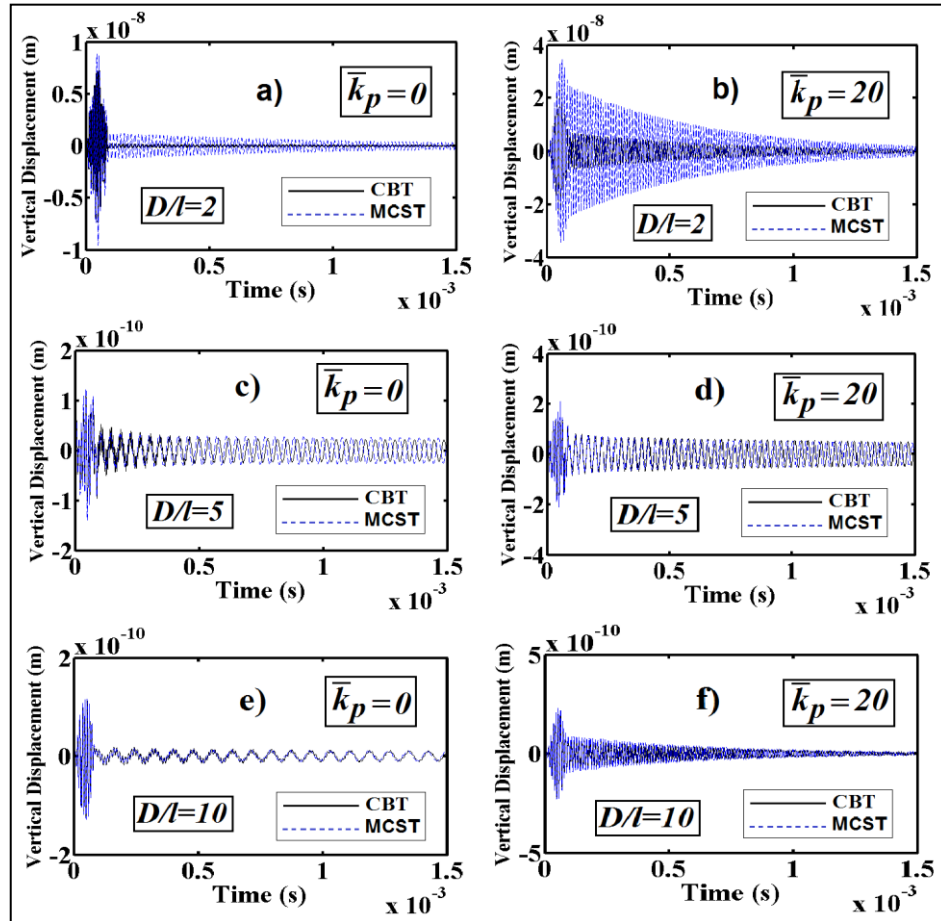 x 10^-8
Vertical Displacement (m)
1
0.5
0
-0.5
-1
a)
k̅p=0
D/l=2
CBT
MCST
0 0.5 1 1.5
Time (s)
x 10^-3
x 10^-8
Vertical Displacement (m)
4
2
0
-2
-4
b)
k̅p=20
D/l=2
CBT
MCST
0 0.5 1 1.5
Time (s)
x 10^-3
x 10^-10
Vertical Displacement (m)
2
1
0
-1
-2
c)
k̅p=0
D/l=5
CBT
MCST
0 0.5 1 1.5
Time (s)
x 10^-3
x 10^-10
Vertical Displacement (m)
4
2
0
-2
-4
d)
k̅p=20
D/l=5
CBT
MCST
0 0.5 1 1.5
Time (s)
x 10^-3
x 10^-10
Vertical Displacement (m)
2
0
-2
e)
k̅p=0
D/l=10
CBT
MCST
0 0.5 1 1.5
Time (s)
x 10^-3
x 10^-10
Vertical Displacement (m)
5
0
-5
f)
k̅p=20
D/l=10
CBT
MCST
0 0.5 1 1.5
Time (s)
x 10^-3